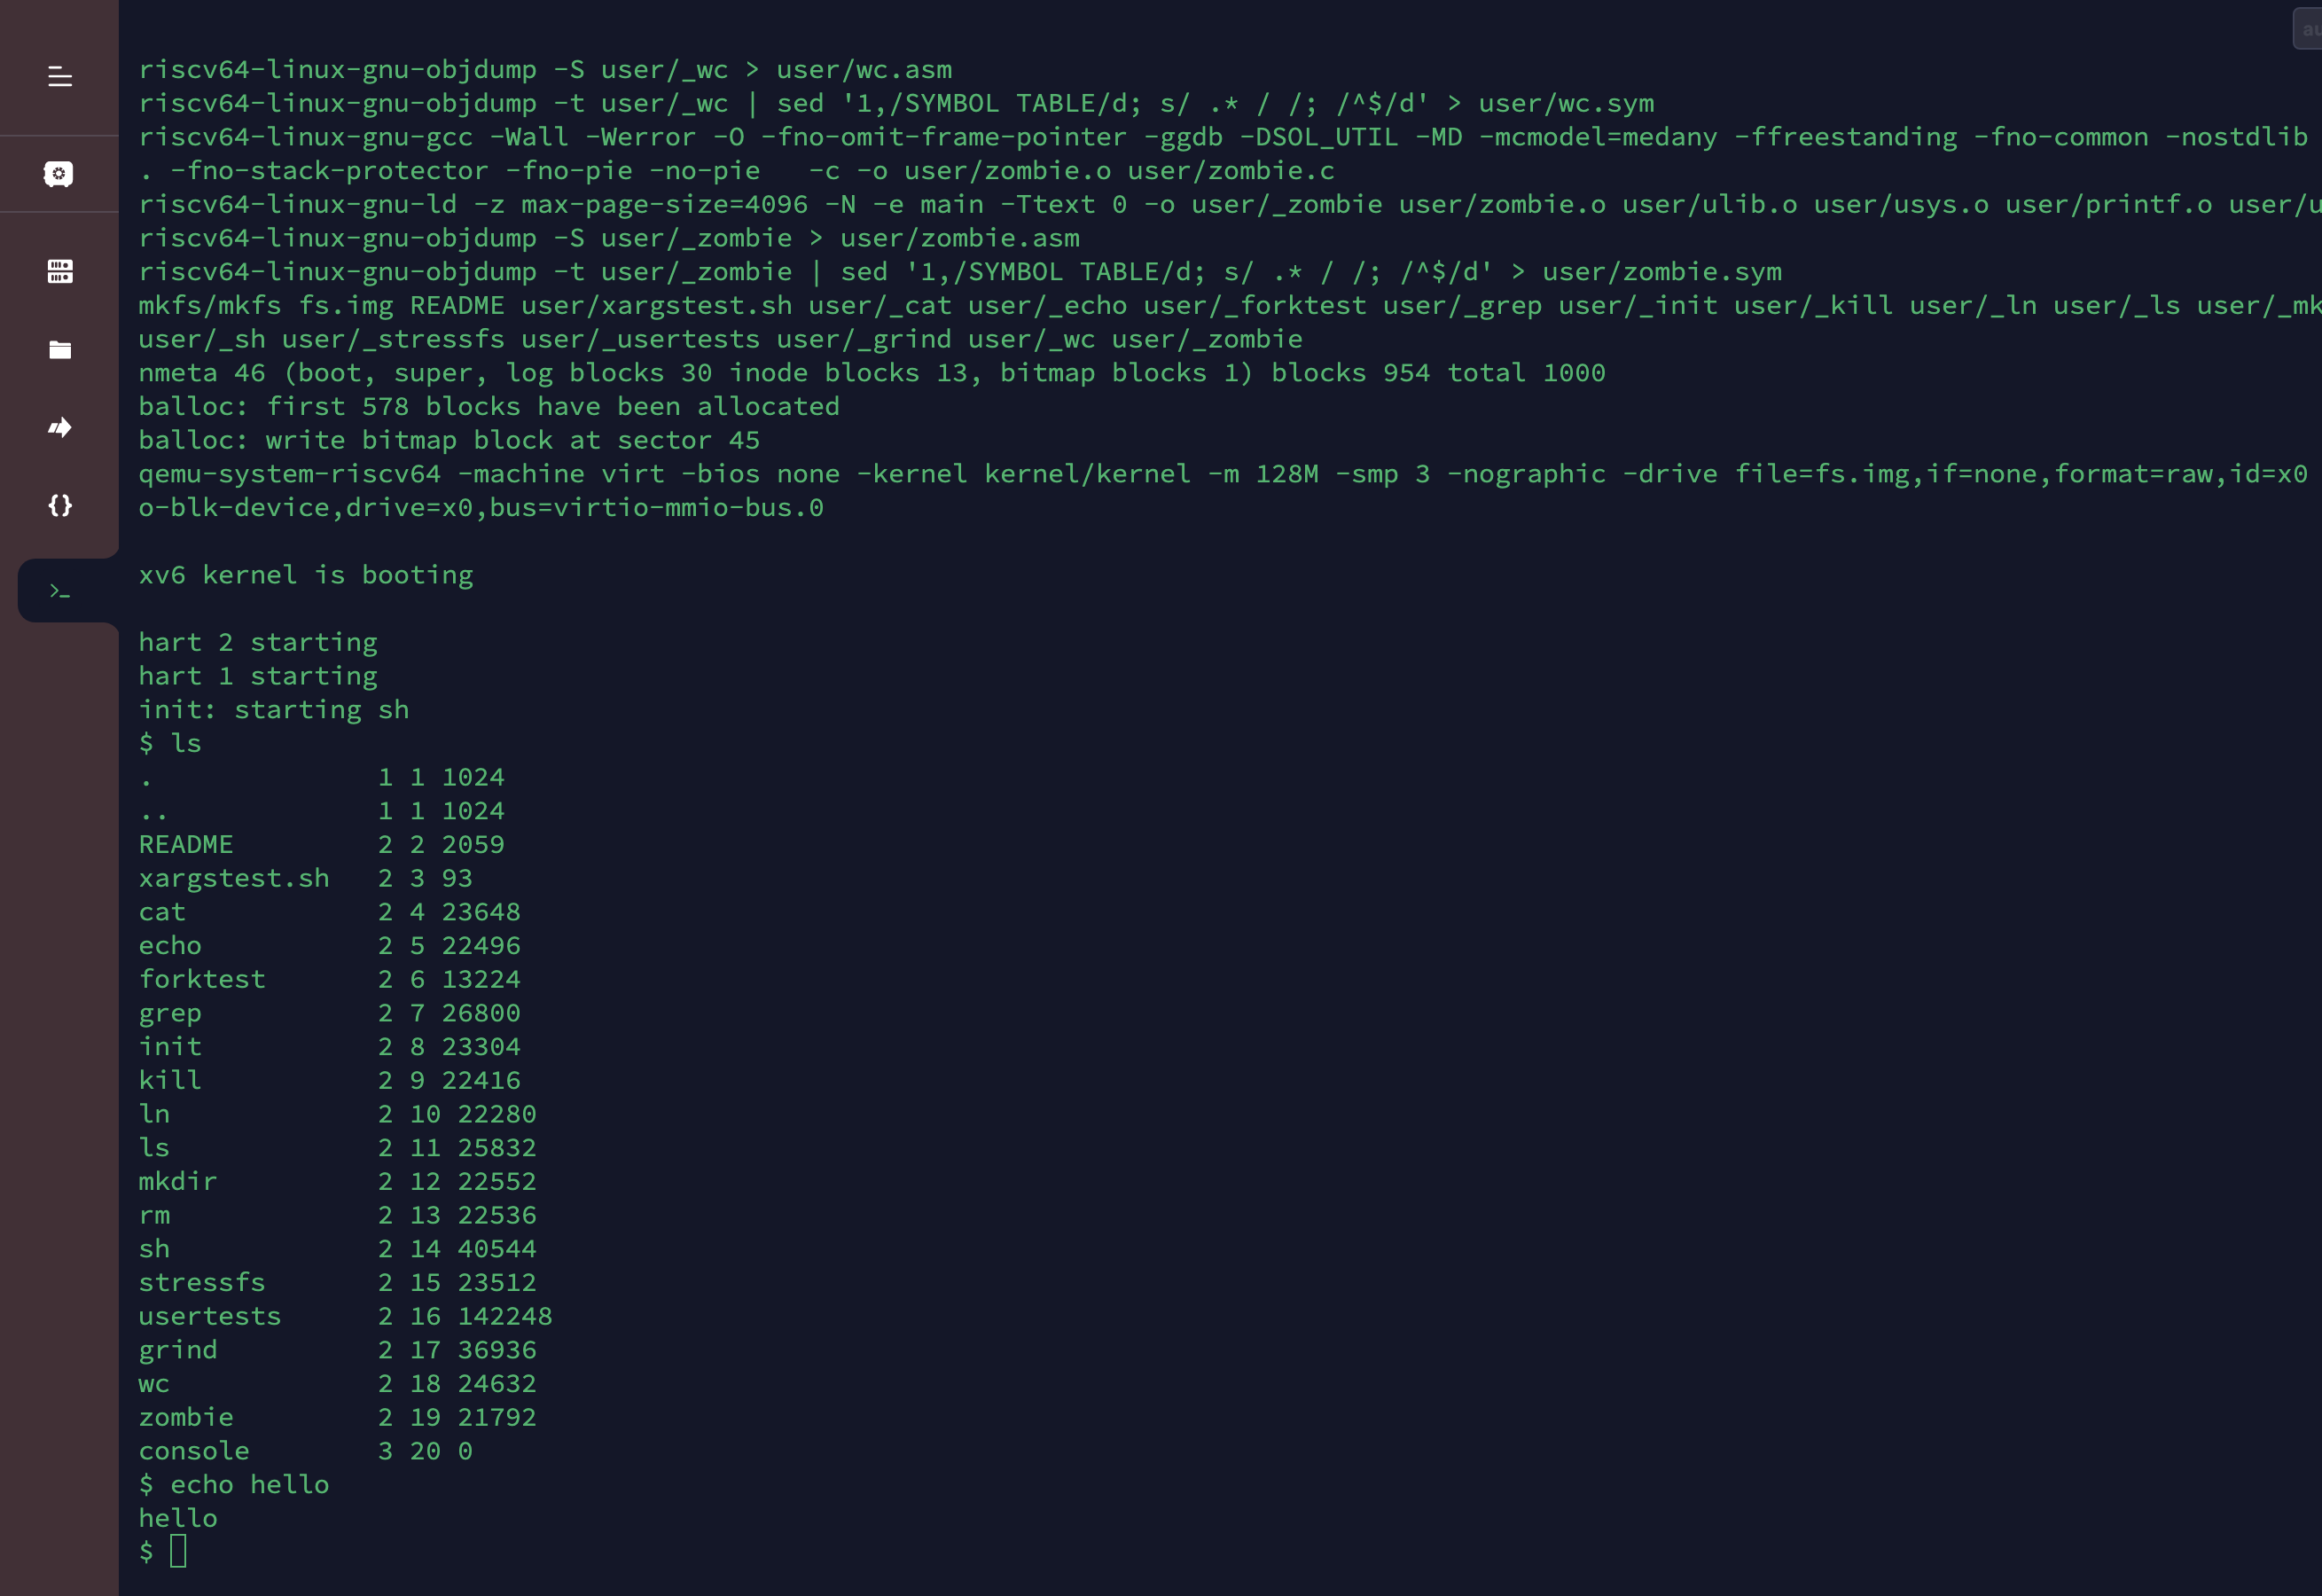 au
riscv64-linux-gnu-objdump -S user/_wc > user/wc.asm
riscv64-linux-gnu-objdump -t user/_wc | sed '1,/SYMBOL TABLE/d; s/ .* / /; /^$/d' > user/wc.sym
riscv64-linux-gnu-gcc -Wall -Werror -O -fno-omit-frame-pointer -ggdb -DSOL_UTIL -MD -mcmodel=medany -ffreestanding -fno-common -nostdlib
. -fno-stack-protector -fno-pie -no-pie   -c -o user/zombie.o user/zombie.c
riscv64-linux-gnu-ld -z max-page-size=4096 -N -e main -Ttext 0 -o user/_zombie user/zombie.o user/ulib.o user/usys.o user/printf.o user/u
riscv64-linux-gnu-objdump -S user/_zombie > user/zombie.asm
riscv64-linux-gnu-objdump -t user/_zombie | sed '1,/SYMBOL TABLE/d; s/ .* / /; /^$/d' > user/zombie.sym
mkfs/mkfs fs.img README user/xargstest.sh user/_cat user/_echo user/_forktest user/_grep user/_init user/_kill user/_ln user/_ls user/_mk
user/_sh user/_stressfs user/_usertests user/_grind user/_wc user/_zombie
nmeta 46 (boot, super, log blocks 30 inode blocks 13, bitmap blocks 1) blocks 954 total 1000
balloc: first 578 blocks have been allocated
balloc: write bitmap block at sector 45
qemu-system-riscv64 -machine virt -bios none -kernel kernel/kernel -m 128M -smp 3 -nographic -drive file=fs.img,if=none,format=raw,id=x0
o-blk-device,drive=x0,bus=virtio-mmio-bus.0
xv6 kernel is booting
hart 2 starting
hart 1 starting
init: starting sh
$ ls
.              1 1 1024
..             1 1 1024
README         2 2 2059
xargstest.sh   2 3 93
cat            2 4 23648
echo           2 5 22496
forktest       2 6 13224
grep           2 7 26800
init           2 8 23304
kill           2 9 22416
ln             2 10 22280
ls             2 11 25832
mkdir          2 12 22552
rm             2 13 22536
sh             2 14 40544
stressfs       2 15 23512
usertests      2 16 142248
grind          2 17 36936
wc             2 18 24632
zombie         2 19 21792
console        3 20 0
$ echo hello
hello
$